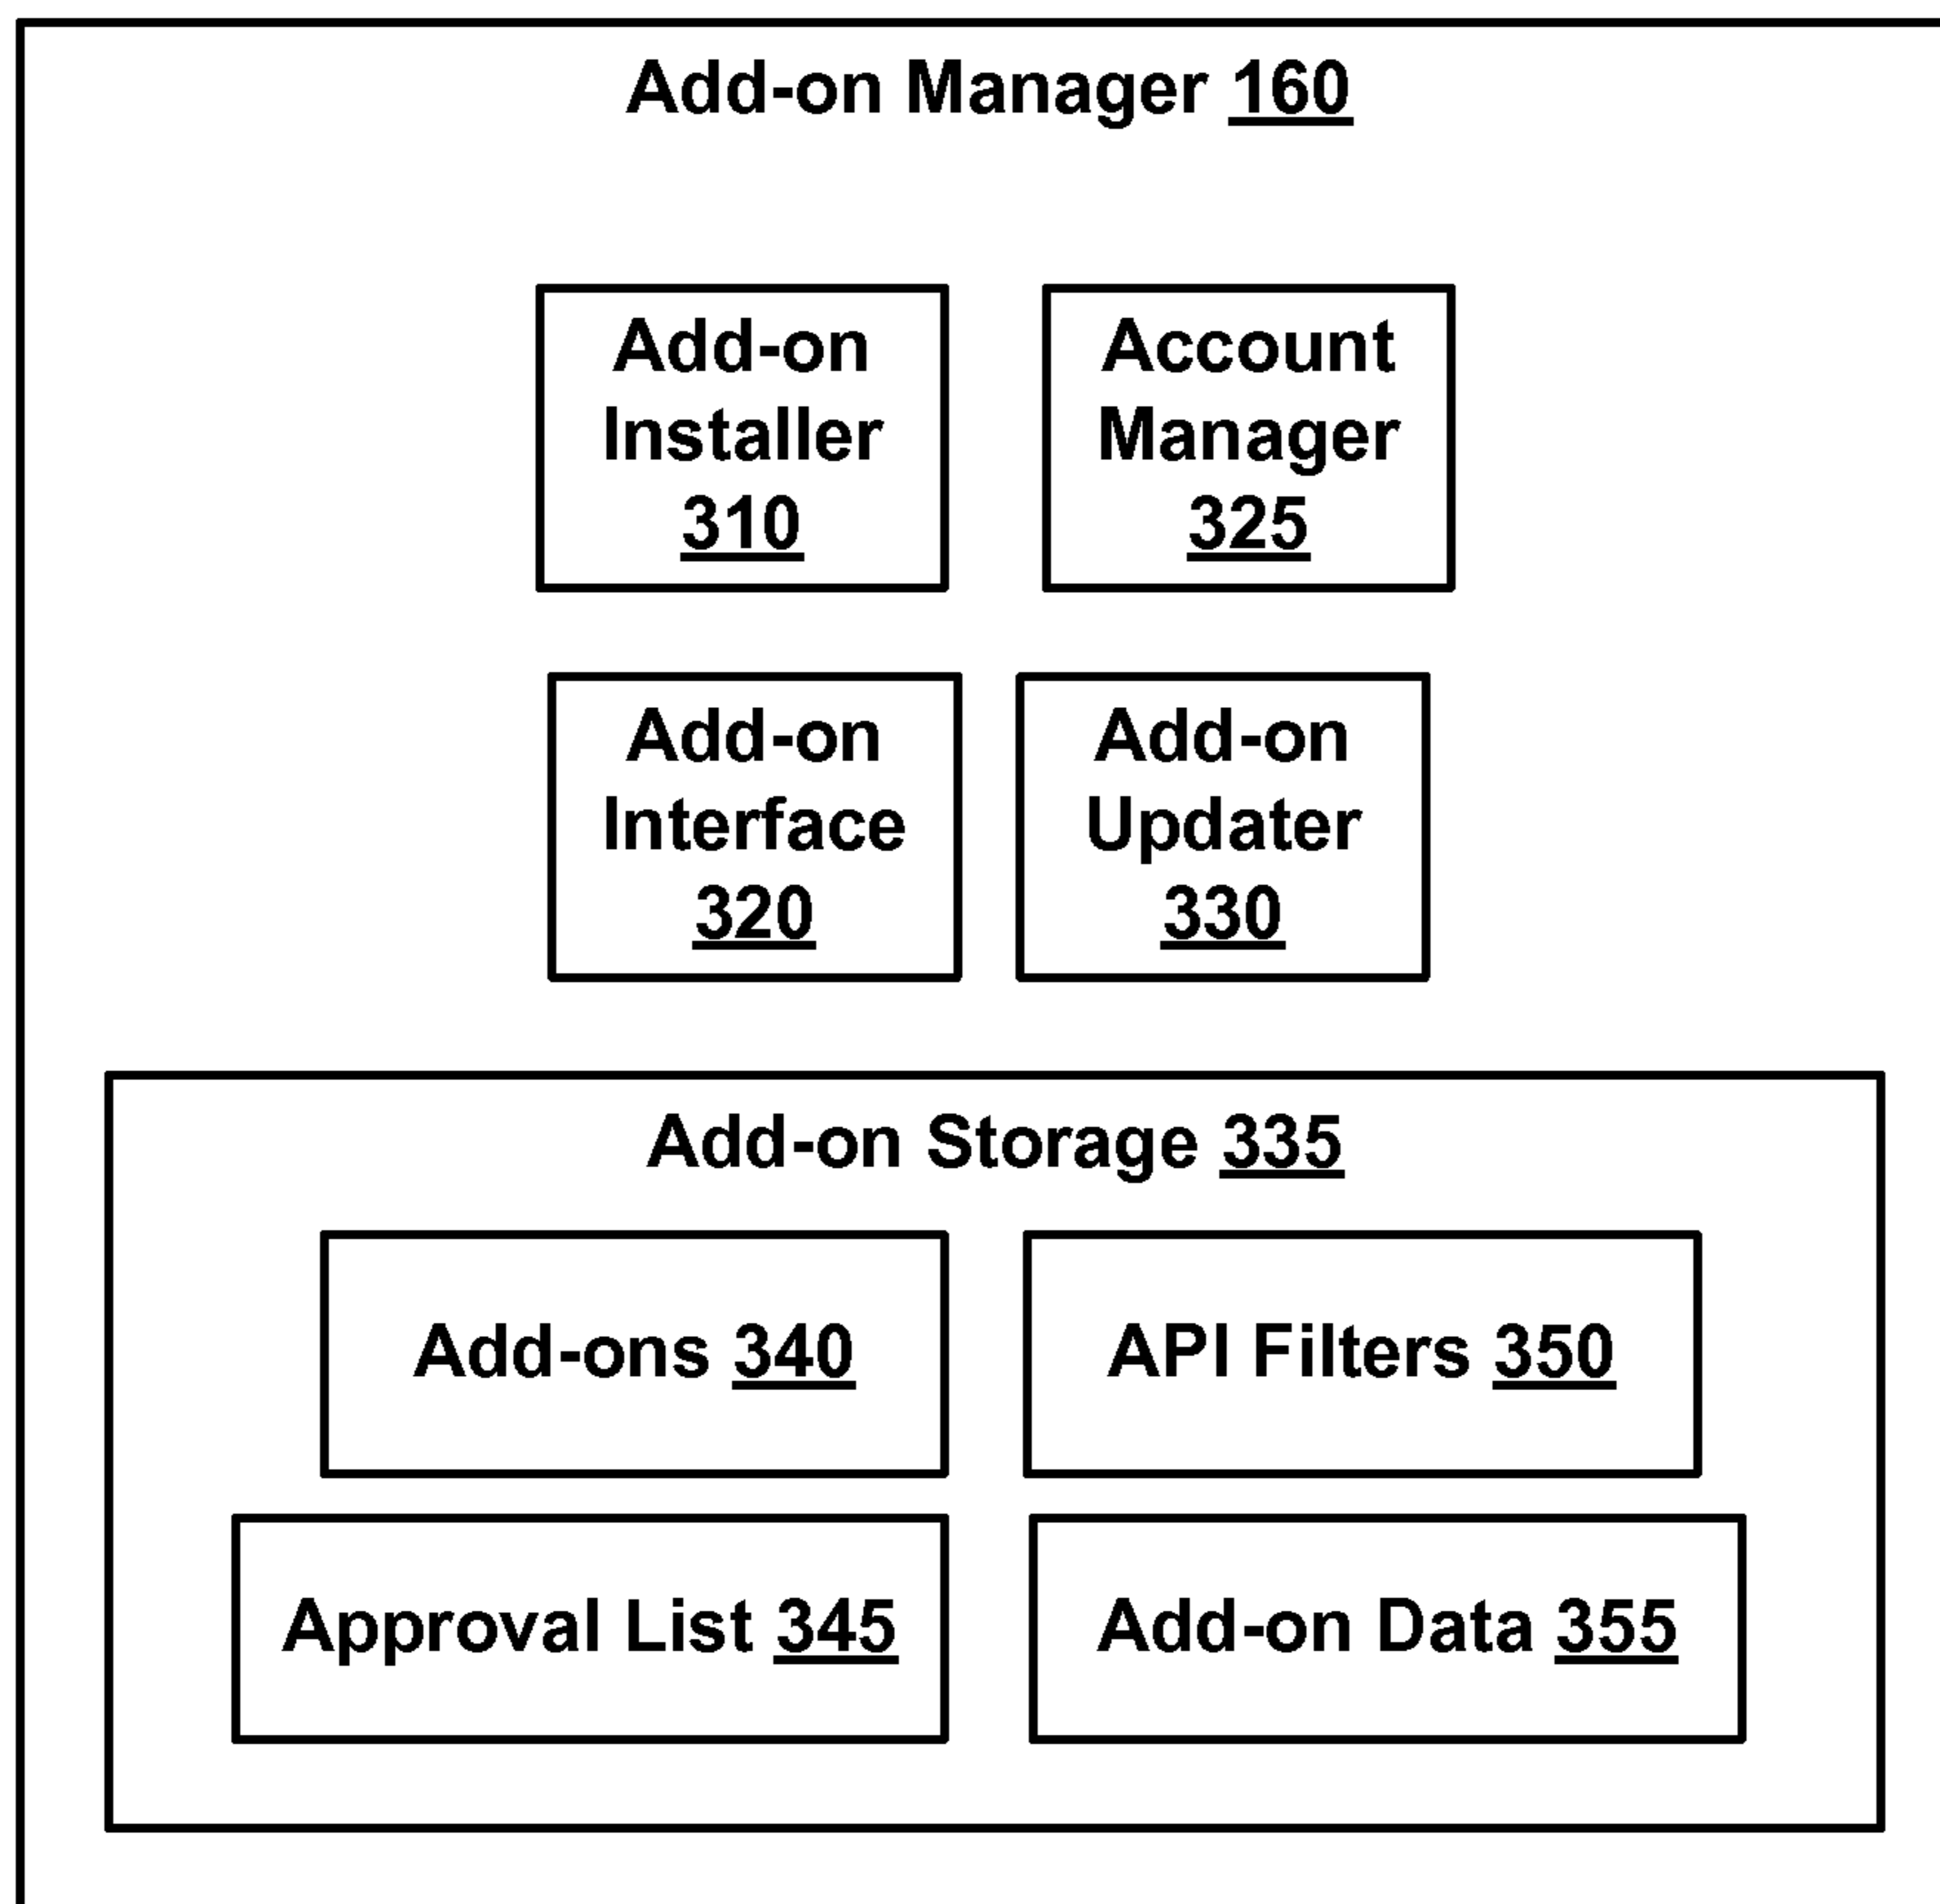 Add-on Manager 160
Add-on
Installer
310
Account
Manager
325
Add-on
Interface
320
Add-on
Updater
330
Add-on Storage 335
Add-ons 340
API Filters 350
Approval List 345
Add-on Data 355